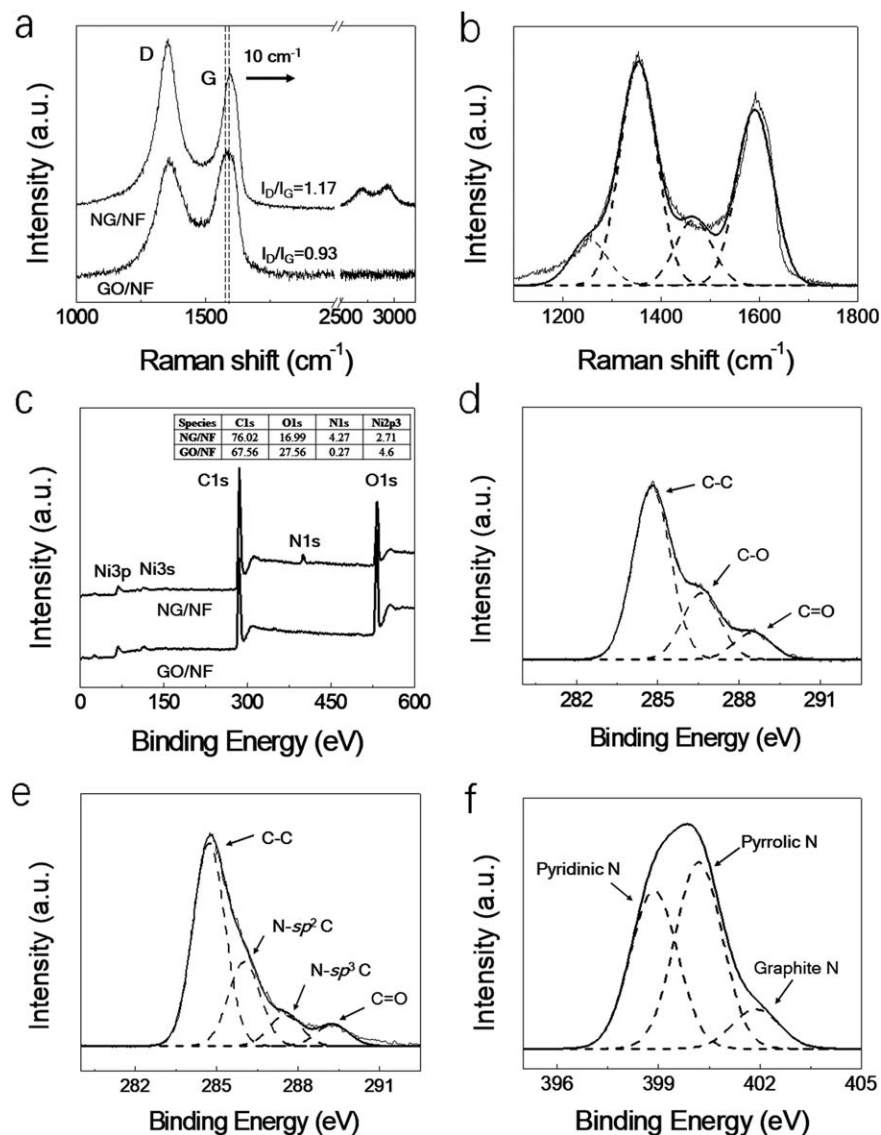 a
D
G
10 cm⁻¹
I_D/I_G=1.17
NG/NF
I_D/I_G=0.93
GO/NF
1000 1500 2500 3000
Raman shift (cm⁻¹)
Intensity (a.u.)
b
1200 1400 1600 1800
Raman shift (cm⁻¹)
Intensity (a.u.)
c
Species C1s O1s N1s Ni2p3
NG/NF 76.02 16.99 4.27 2.71
GO/NF 67.56 27.56 0.27 4.6
C1s
O1s
N1s
Ni3p Ni3s
NG/NF
GO/NF
0 150 300 450 600
Binding Energy (eV)
Intensity (a.u.)
d
C-C
C-O
C=O
282 285 288 291
Binding Energy (eV)
Intensity (a.u.)
e
C-C
N-sp² C
N-sp³ C
C=O
282 285 288 291
Binding Energy (eV)
Intensity (a.u.)
f
Pyridinic N
Pyrrolic N
Graphite N
396 399 402 405
Binding Energy (eV)
Intensity (a.u.)